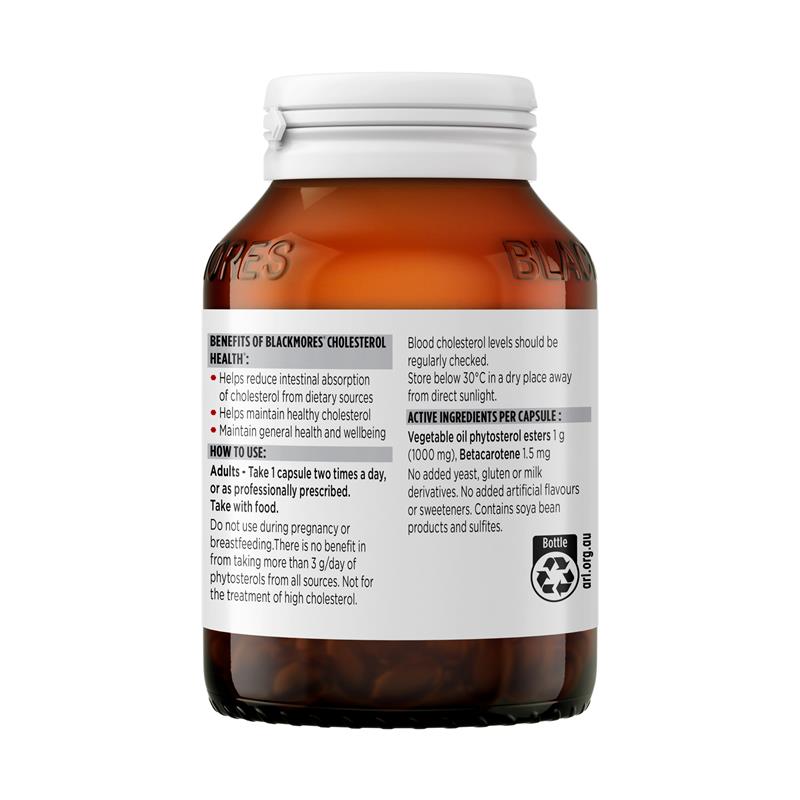 ORES
BLAC
BENEFITS OF BLACKMORES® CHOLESTEROL
HEALTH^:
• Helps reduce intestinal absorption
of cholesterol from dietary sources
• Helps maintain healthy cholesterol
• Maintain general health and wellbeing
HOW TO USE:
Adults - Take 1 capsule two times a day,
or as professionally prescribed.
Take with food.
Do not use during pregnancy or
breastfeeding.There is no benefit in
from taking more than 3 g/day of
phytosterols from all sources. Not for
the treatment of high cholesterol.
Blood cholesterol levels should be
regularly checked.
Store below 30°C in a dry place away
from direct sunlight.
ACTIVE INGREDIENTS PER CAPSULE :
Vegetable oil phytosterol esters 1 g
(1000 mg), Betacarotene 1.5 mg
No added yeast, gluten or milk
derivatives. No added artificial flavours
or sweeteners. Contains soya bean
products and sulfites.
Bottle
arl.org.au